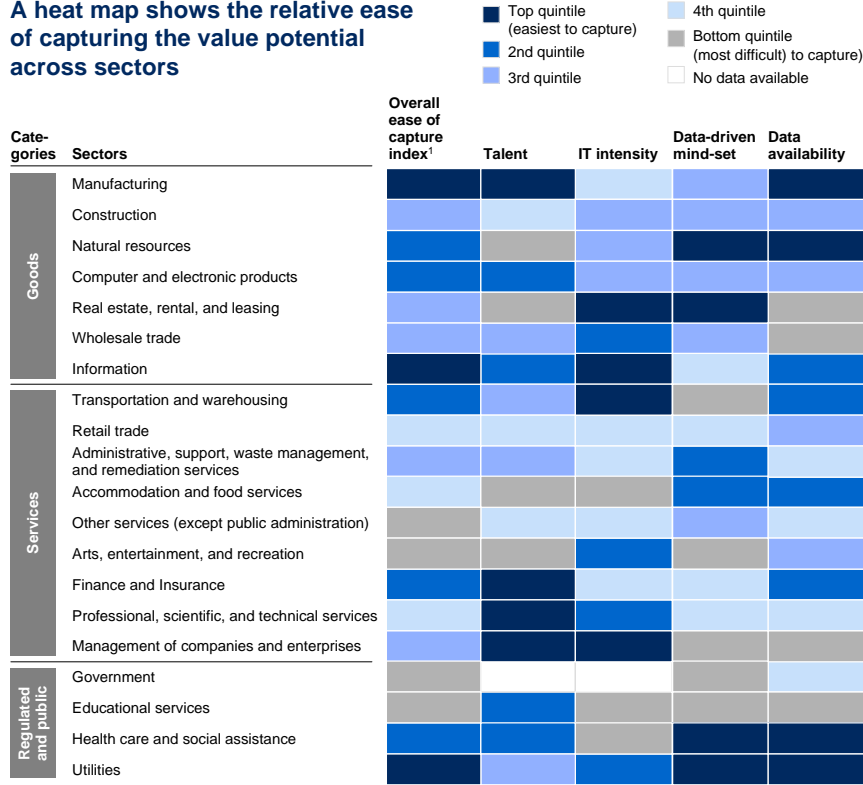 A heat map shows the relative ease
of capturing the value potential
across sectors
Top quintile
(easiest to capture)
2nd quintile
3rd quintile
4th quintile
Bottom quintile
(most difficult) to capture)
No data available
Cate-
gories
Sectors
Overall
ease of
capture
index1
Talent
IT intensity
Data-driven
mind-set
Data
availability
Goods
Manufacturing
Construction
Natural resources
Computer and electronic products
Real estate, rental, and leasing
Wholesale trade
Information
Services
Transportation and warehousing
Retail trade
Administrative, support, waste management,
and remediation services
Accommodation and food services
Other services (except public administration)
Arts, entertainment, and recreation
Finance and Insurance
Professional, scientific, and technical services
Management of companies and enterprises
Regulated
and public
Government
Educational services
Health care and social assistance
Utilities